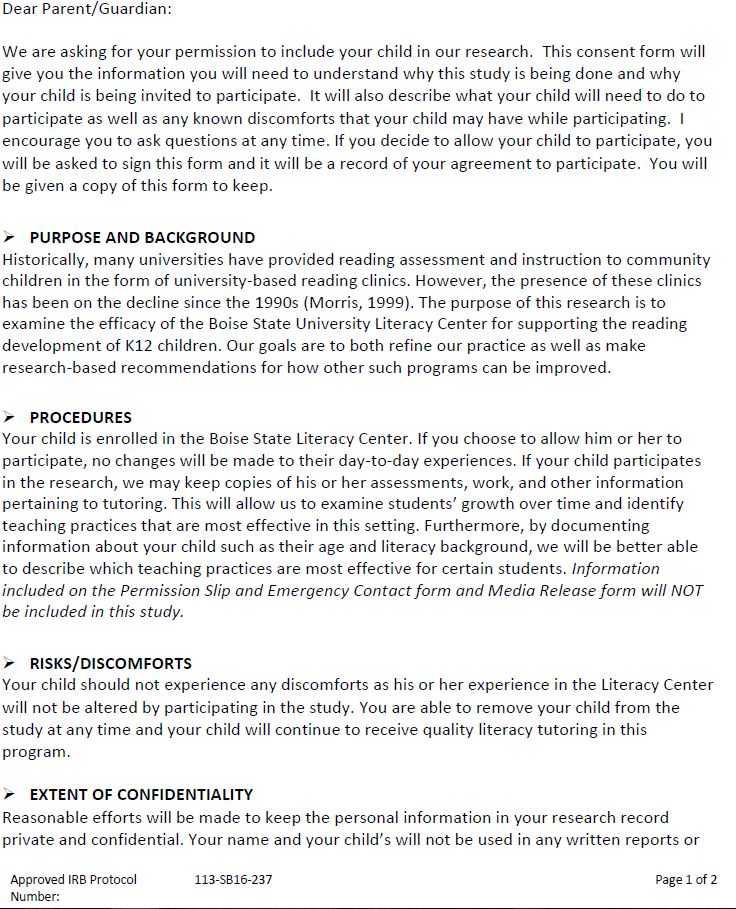 Dear Parent/Guardian:
We are asking for your permission to include your child in our research.  This consent form will
give you the information you will need to understand why this study is being done and why
your child is being invited to participate.  It will also describe what your child will need to do to
participate as well as any known discomforts that your child may have while participating.  I
encourage you to ask questions at any time. If you decide to allow your child to participate, you
will be asked to sign this form and it will be a record of your agreement to participate.  You will
be given a copy of this form to keep.
➢ PURPOSE AND BACKGROUND
Historically, many universities have provided reading assessment and instruction to community
children in the form of university-based reading clinics. However, the presence of these clinics
has been on the decline since the 1990s (Morris, 1999). The purpose of this research is to
examine the efficacy of the Boise State University Literacy Center for supporting the reading
development of K12 children. Our goals are to both refine our practice as well as make
research-based recommendations for how other such programs can be improved.
➢ PROCEDURES
Your child is enrolled in the Boise State Literacy Center. If you choose to allow him or her to
participate, no changes will be made to their day-to-day experiences. If your child participates
in the research, we may keep copies of his or her assessments, work, and other information
pertaining to tutoring. This will allow us to examine students’ growth over time and identify
teaching practices that are most effective in this setting. Furthermore, by documenting
information about your child such as their age and literacy background, we will be better able
to describe which teaching practices are most effective for certain students. Information
included on the Permission Slip and Emergency Contact form and Media Release form will NOT
be included in this study.
➢ RISKS/DISCOMFORTS
Your child should not experience any discomforts as his or her experience in the Literacy Center
will not be altered by participating in the study. You are able to remove your child from the
study at any time and your child will continue to receive quality literacy tutoring in this
program.
➢ EXTENT OF CONFIDENTIALITY
Reasonable efforts will be made to keep the personal information in your research record
private and confidential. Your name and your child’s will not be used in any written reports or
Approved IRB Protocol 113-SB16-237 Page 1 of 2
Number: